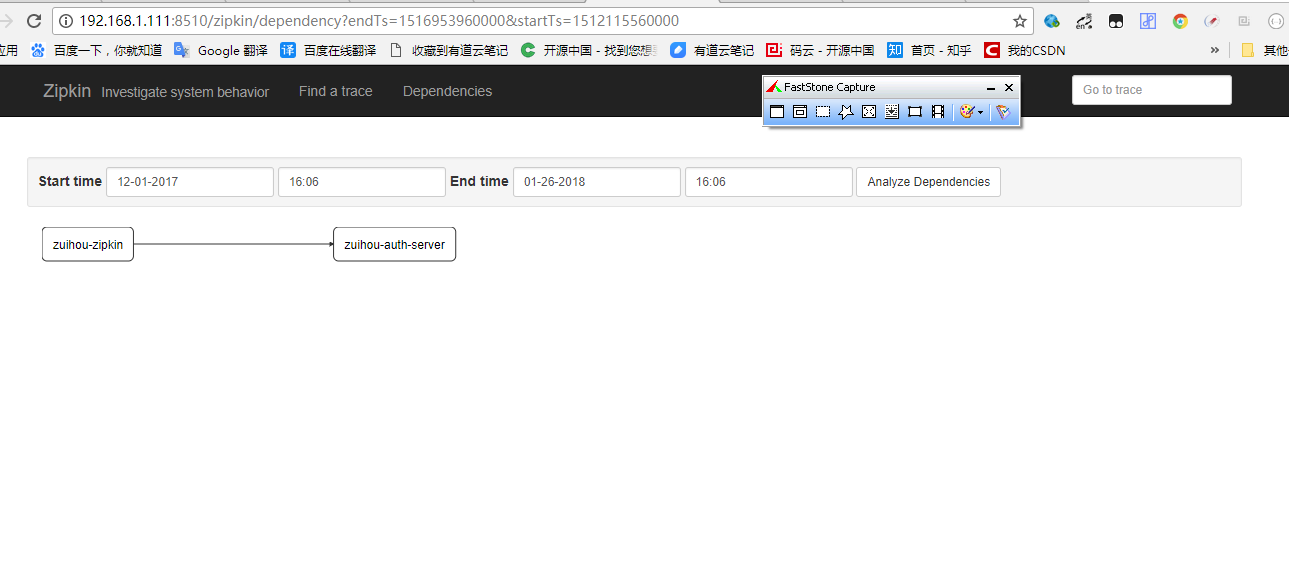 192.168.1.111:8510/zipkin/dependency?endTs=1516953960000&startTs=1512115560000
应用 百度一下，你就知道 Google 翻译 译 百度在线翻译 收藏到有道云笔记 开源中国 - 找到您想 有道云笔记 码云 - 开源中国 知 首页 - 知乎 C 我的CSDN » 其他
FastStone Capture
Zipkin Investigate system behavior Find a trace Dependencies Go to trace
Start time 12-01-2017 16:06 End time 01-26-2018 16:06 Analyze Dependencies
zuihou-zipkin zuihou-auth-server